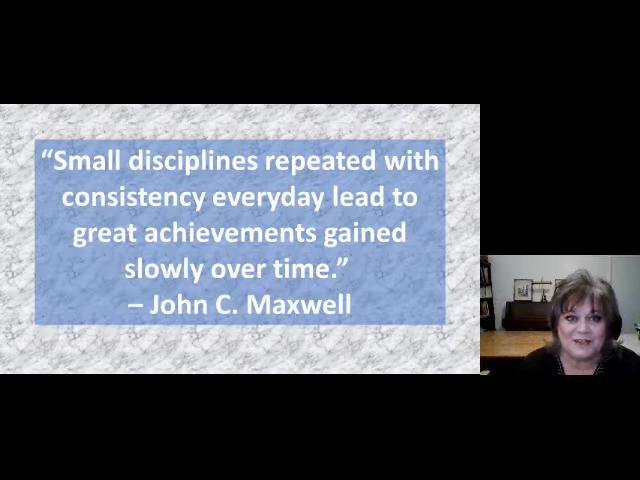 “Small disciplines repeated with
consistency everyday lead to
great achievements gained
slowly over time.”
– John C. Maxwell